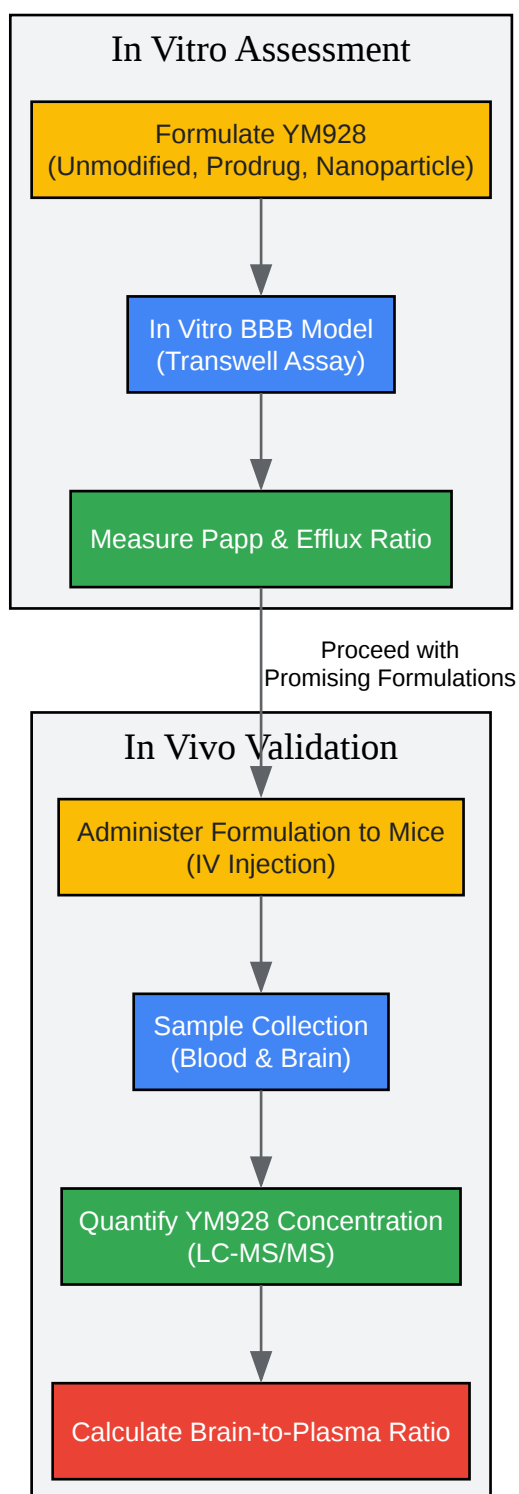 In Vitro Assessment
Formulate YM928
(Unmodified, Prodrug, Nanoparticle)
In Vitro BBB Model
(Transwell Assay)
Measure Papp & Efflux Ratio
Proceed with
Promising Formulations
In Vivo Validation
Administer Formulation to Mice
(IV Injection)
Sample Collection
(Blood & Brain)
Quantify YM928 Concentration
(LC-MS/MS)
Calculate Brain-to-Plasma Ratio